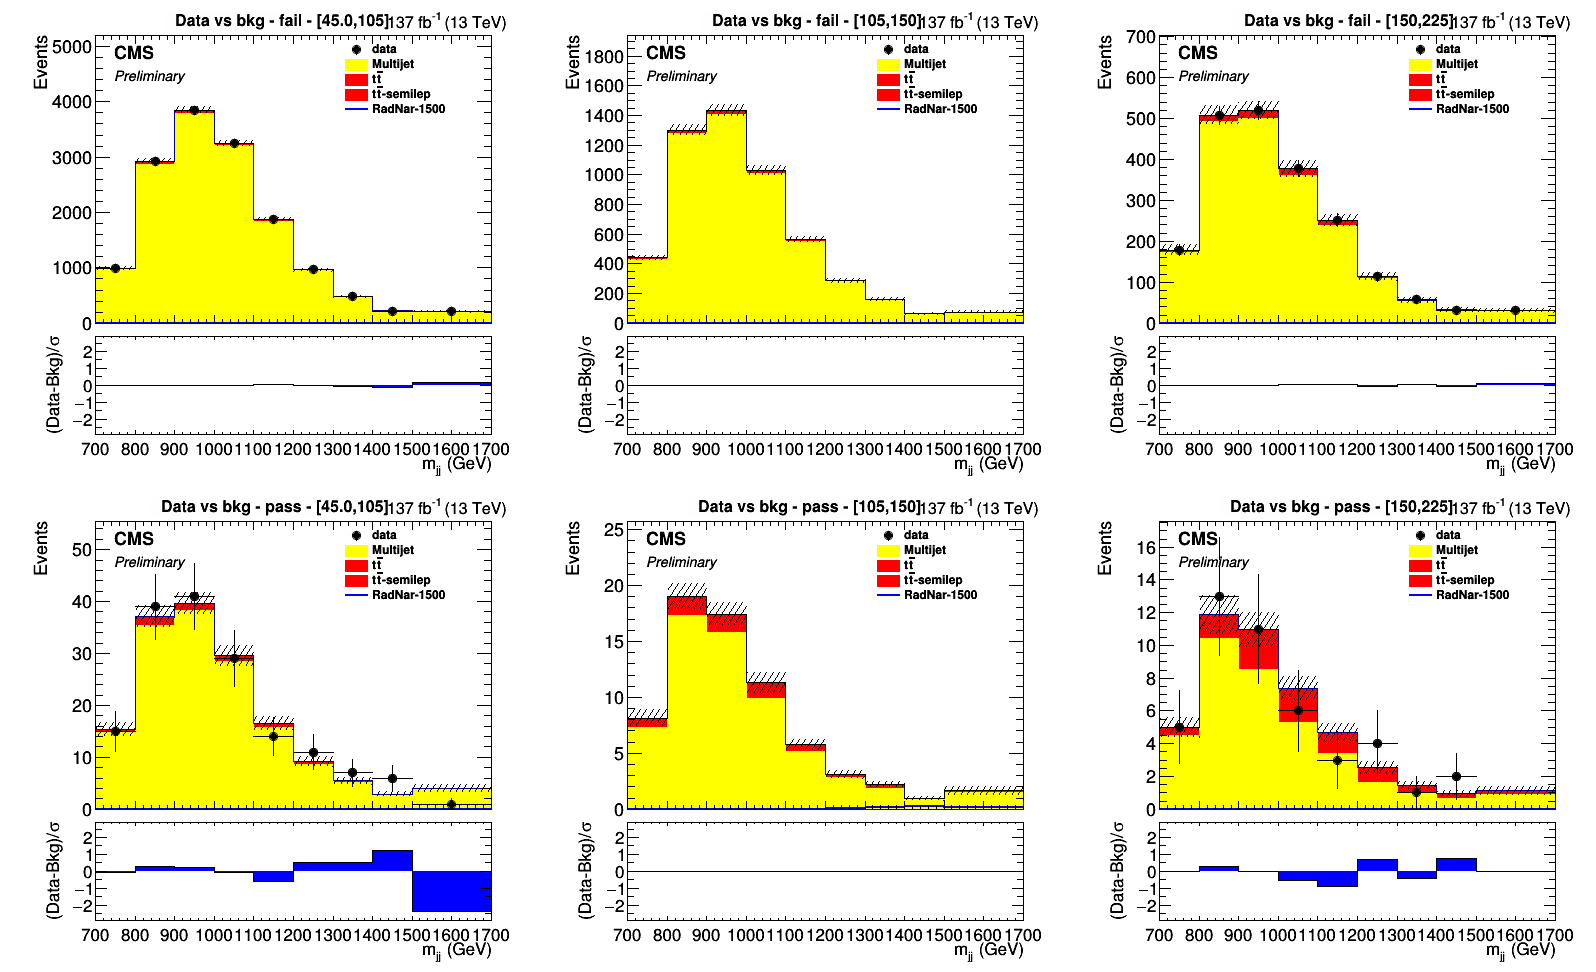 Data vs bkg - fail - [45.0,105] 137 fb-1 (13 TeV)
Events
5000
4000
3000
2000
1000
0
CMS
Preliminary
data
Multijet
tt̄
tt̄-semilep
RadNar-1500
(Data-Bkg)/σ
2
1
0
−1
−2
700 800 900 1000 1100 1200 1300 1400 1500 1600 1700
mjj (GeV)
Data vs bkg - fail - [105,150] 137 fb-1 (13 TeV)
Events
1800
1600
1400
1200
1000
800
600
400
200
0
CMS
Preliminary
data
Multijet
tt̄
tt̄-semilep
RadNar-1500
(Data-Bkg)/σ
2
1
0
−1
−2
700 800 900 1000 1100 1200 1300 1400 1500 1600 1700
mjj (GeV)
Data vs bkg - fail - [150,225] 137 fb-1 (13 TeV)
Events
700
600
500
400
300
200
100
0
CMS
Preliminary
data
Multijet
tt̄
tt̄-semilep
RadNar-1500
(Data-Bkg)/σ
2
1
0
−1
−2
700 800 900 1000 1100 1200 1300 1400 1500 1600 1700
mjj (GeV)
Data vs bkg - pass - [45.0,105] 137 fb-1 (13 TeV)
Events
50
40
30
20
10
0
CMS
Preliminary
data
Multijet
tt̄
tt̄-semilep
RadNar-1500
(Data-Bkg)/σ
2
1
0
−1
−2
700 800 900 1000 1100 1200 1300 1400 1500 1600 1700
mjj (GeV)
Data vs bkg - pass - [105,150] 137 fb-1 (13 TeV)
Events
25
20
15
10
5
0
CMS
Preliminary
data
Multijet
tt̄
tt̄-semilep
RadNar-1500
(Data-Bkg)/σ
2
1
0
−1
−2
700 800 900 1000 1100 1200 1300 1400 1500 1600 1700
mjj (GeV)
Data vs bkg - pass - [150,225] 137 fb-1 (13 TeV)
Events
16
14
12
10
8
6
4
2
0
CMS
Preliminary
data
Multijet
tt̄
tt̄-semilep
RadNar-1500
(Data-Bkg)/σ
2
1
0
−1
−2
700 800 900 1000 1100 1200 1300 1400 1500 1600 1700
mjj (GeV)